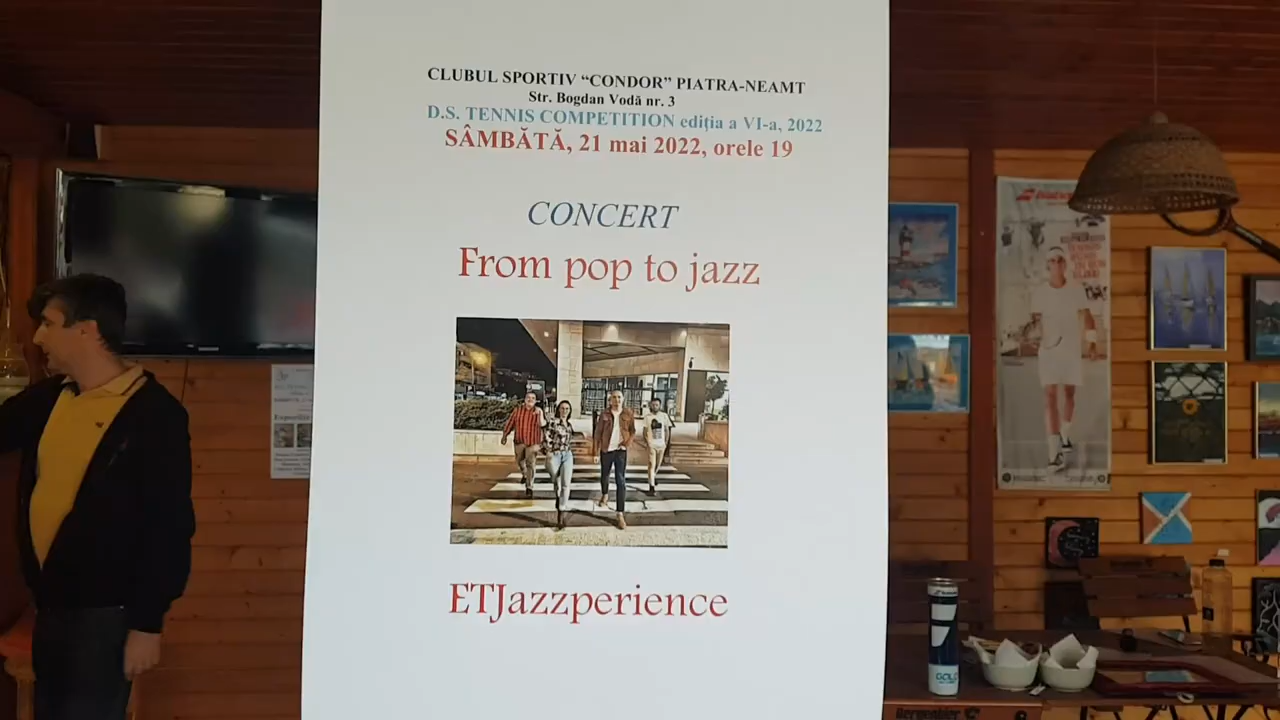 CLUBUL SPORTIV “CONDOR” PIATRA-NEAMT
Str. Bogdan Vodă nr. 3
D.S. TENNIS COMPETITION ediția a VI-a, 2022
SÂMBĂTĂ, 21 mai 2022, orele 19
CONCERT
From pop to jazz
ETJazzperience
GOLD